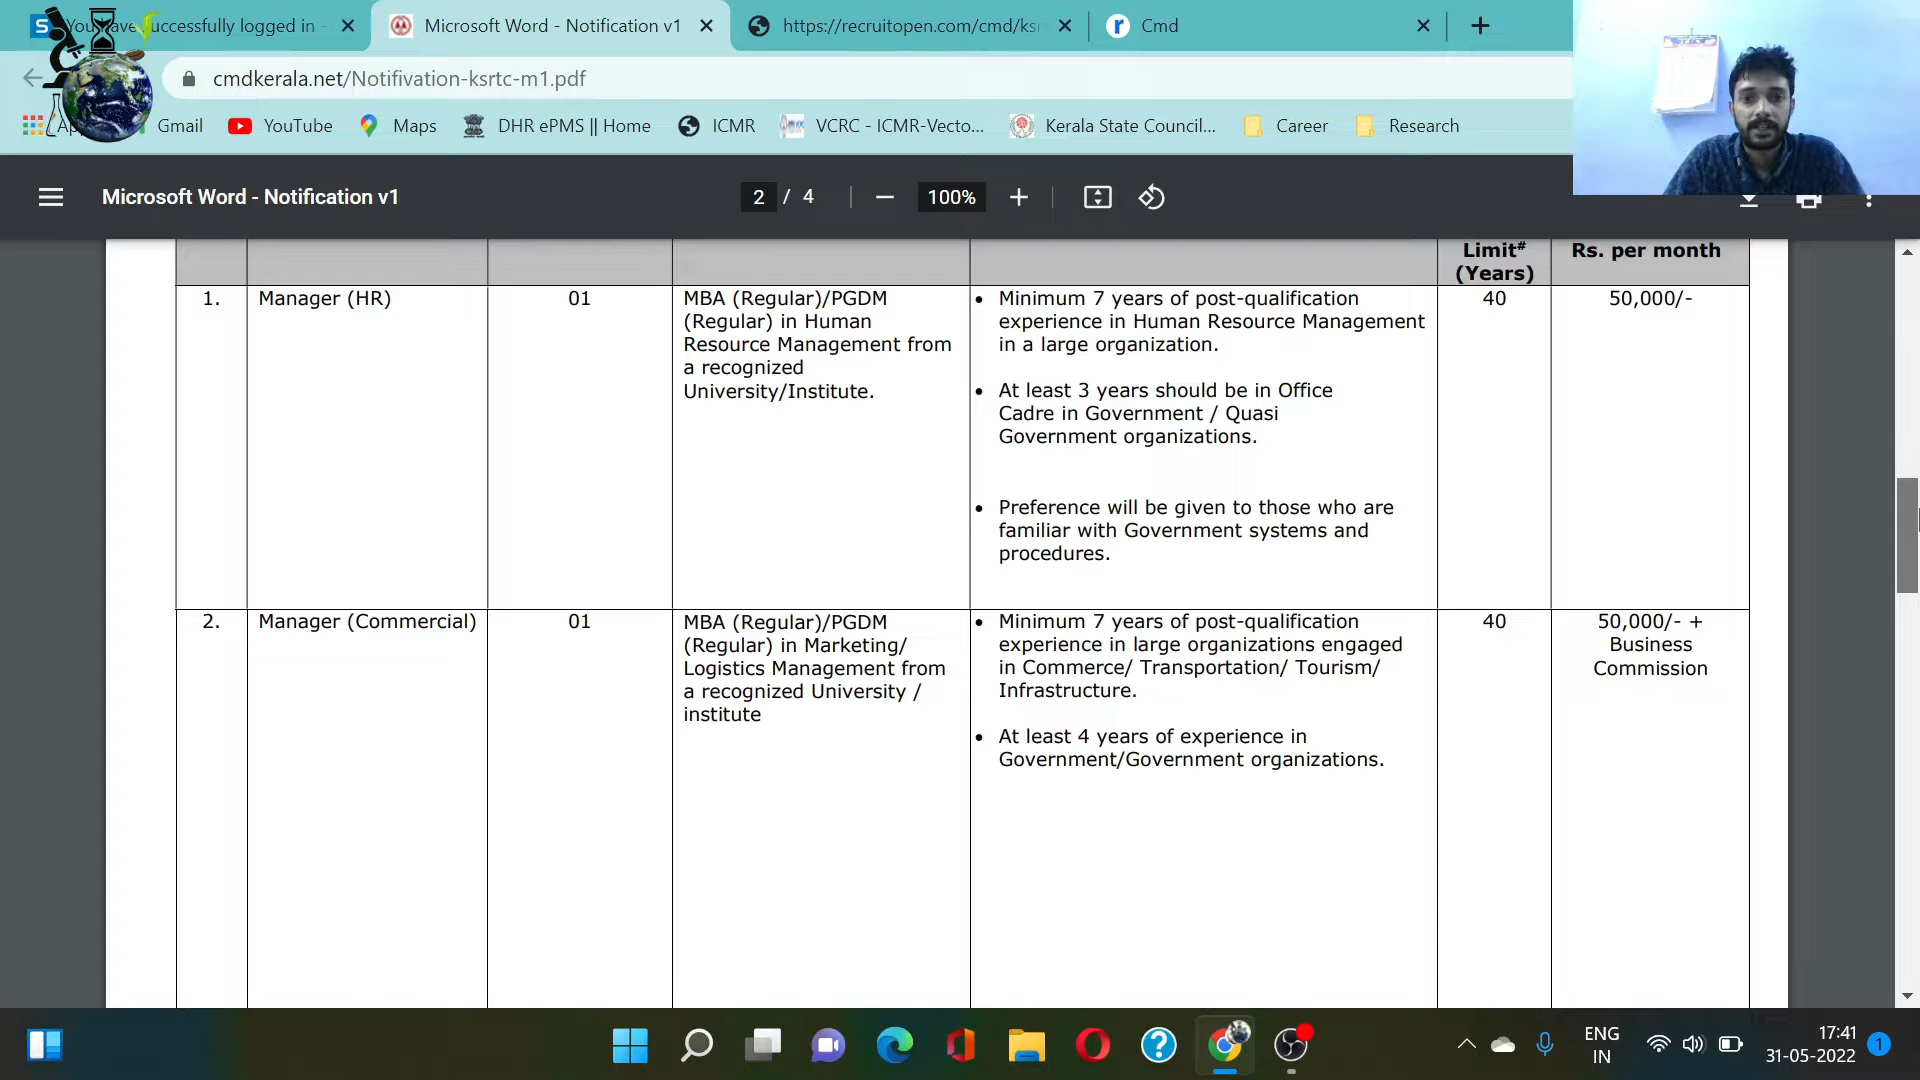 You have successfully logged in -
Microsoft Word - Notification v1
https://recruitopen.com/cmd/ksr
Cmd
cmdkerala.net/Notifivation-ksrtc-m1.pdf
Gmail
YouTube
Maps
DHR ePMS || Home
ICMR
VCRC - ICMR-Vecto...
Kerala State Council...
Career
Research
Microsoft Word - Notification v1
2 / 4
100%
Limit#
(Years)
Rs. per month
1.
Manager (HR)
01
MBA (Regular)/PGDM
(Regular) in Human
Resource Management from
a recognized
University/Institute.
• Minimum 7 years of post-qualification
experience in Human Resource Management
in a large organization.
• At least 3 years should be in Office
Cadre in Government / Quasi
Government organizations.
• Preference will be given to those who are
familiar with Government systems and
procedures.
40
50,000/-
2.
Manager (Commercial)
01
MBA (Regular)/PGDM
(Regular) in Marketing/
Logistics Management from
a recognized University /
institute
• Minimum 7 years of post-qualification
experience in large organizations engaged
in Commerce/ Transportation/ Tourism/
Infrastructure.
• At least 4 years of experience in
Government/Government organizations.
40
50,000/- +
Business
Commission
ENG
IN
17:41
31-05-2022
1